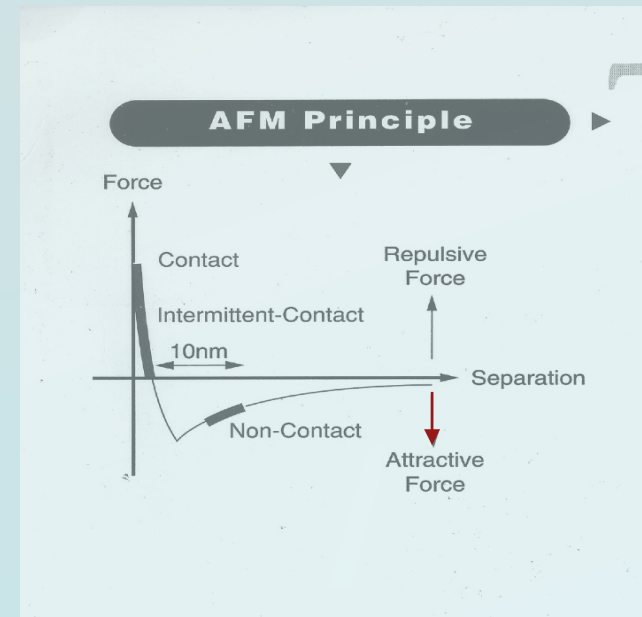 AFM Principle
Force
Contact
Repulsive
Force
Intermittent-Contact
10nm
Separation
Non-Contact
Attractive
Force